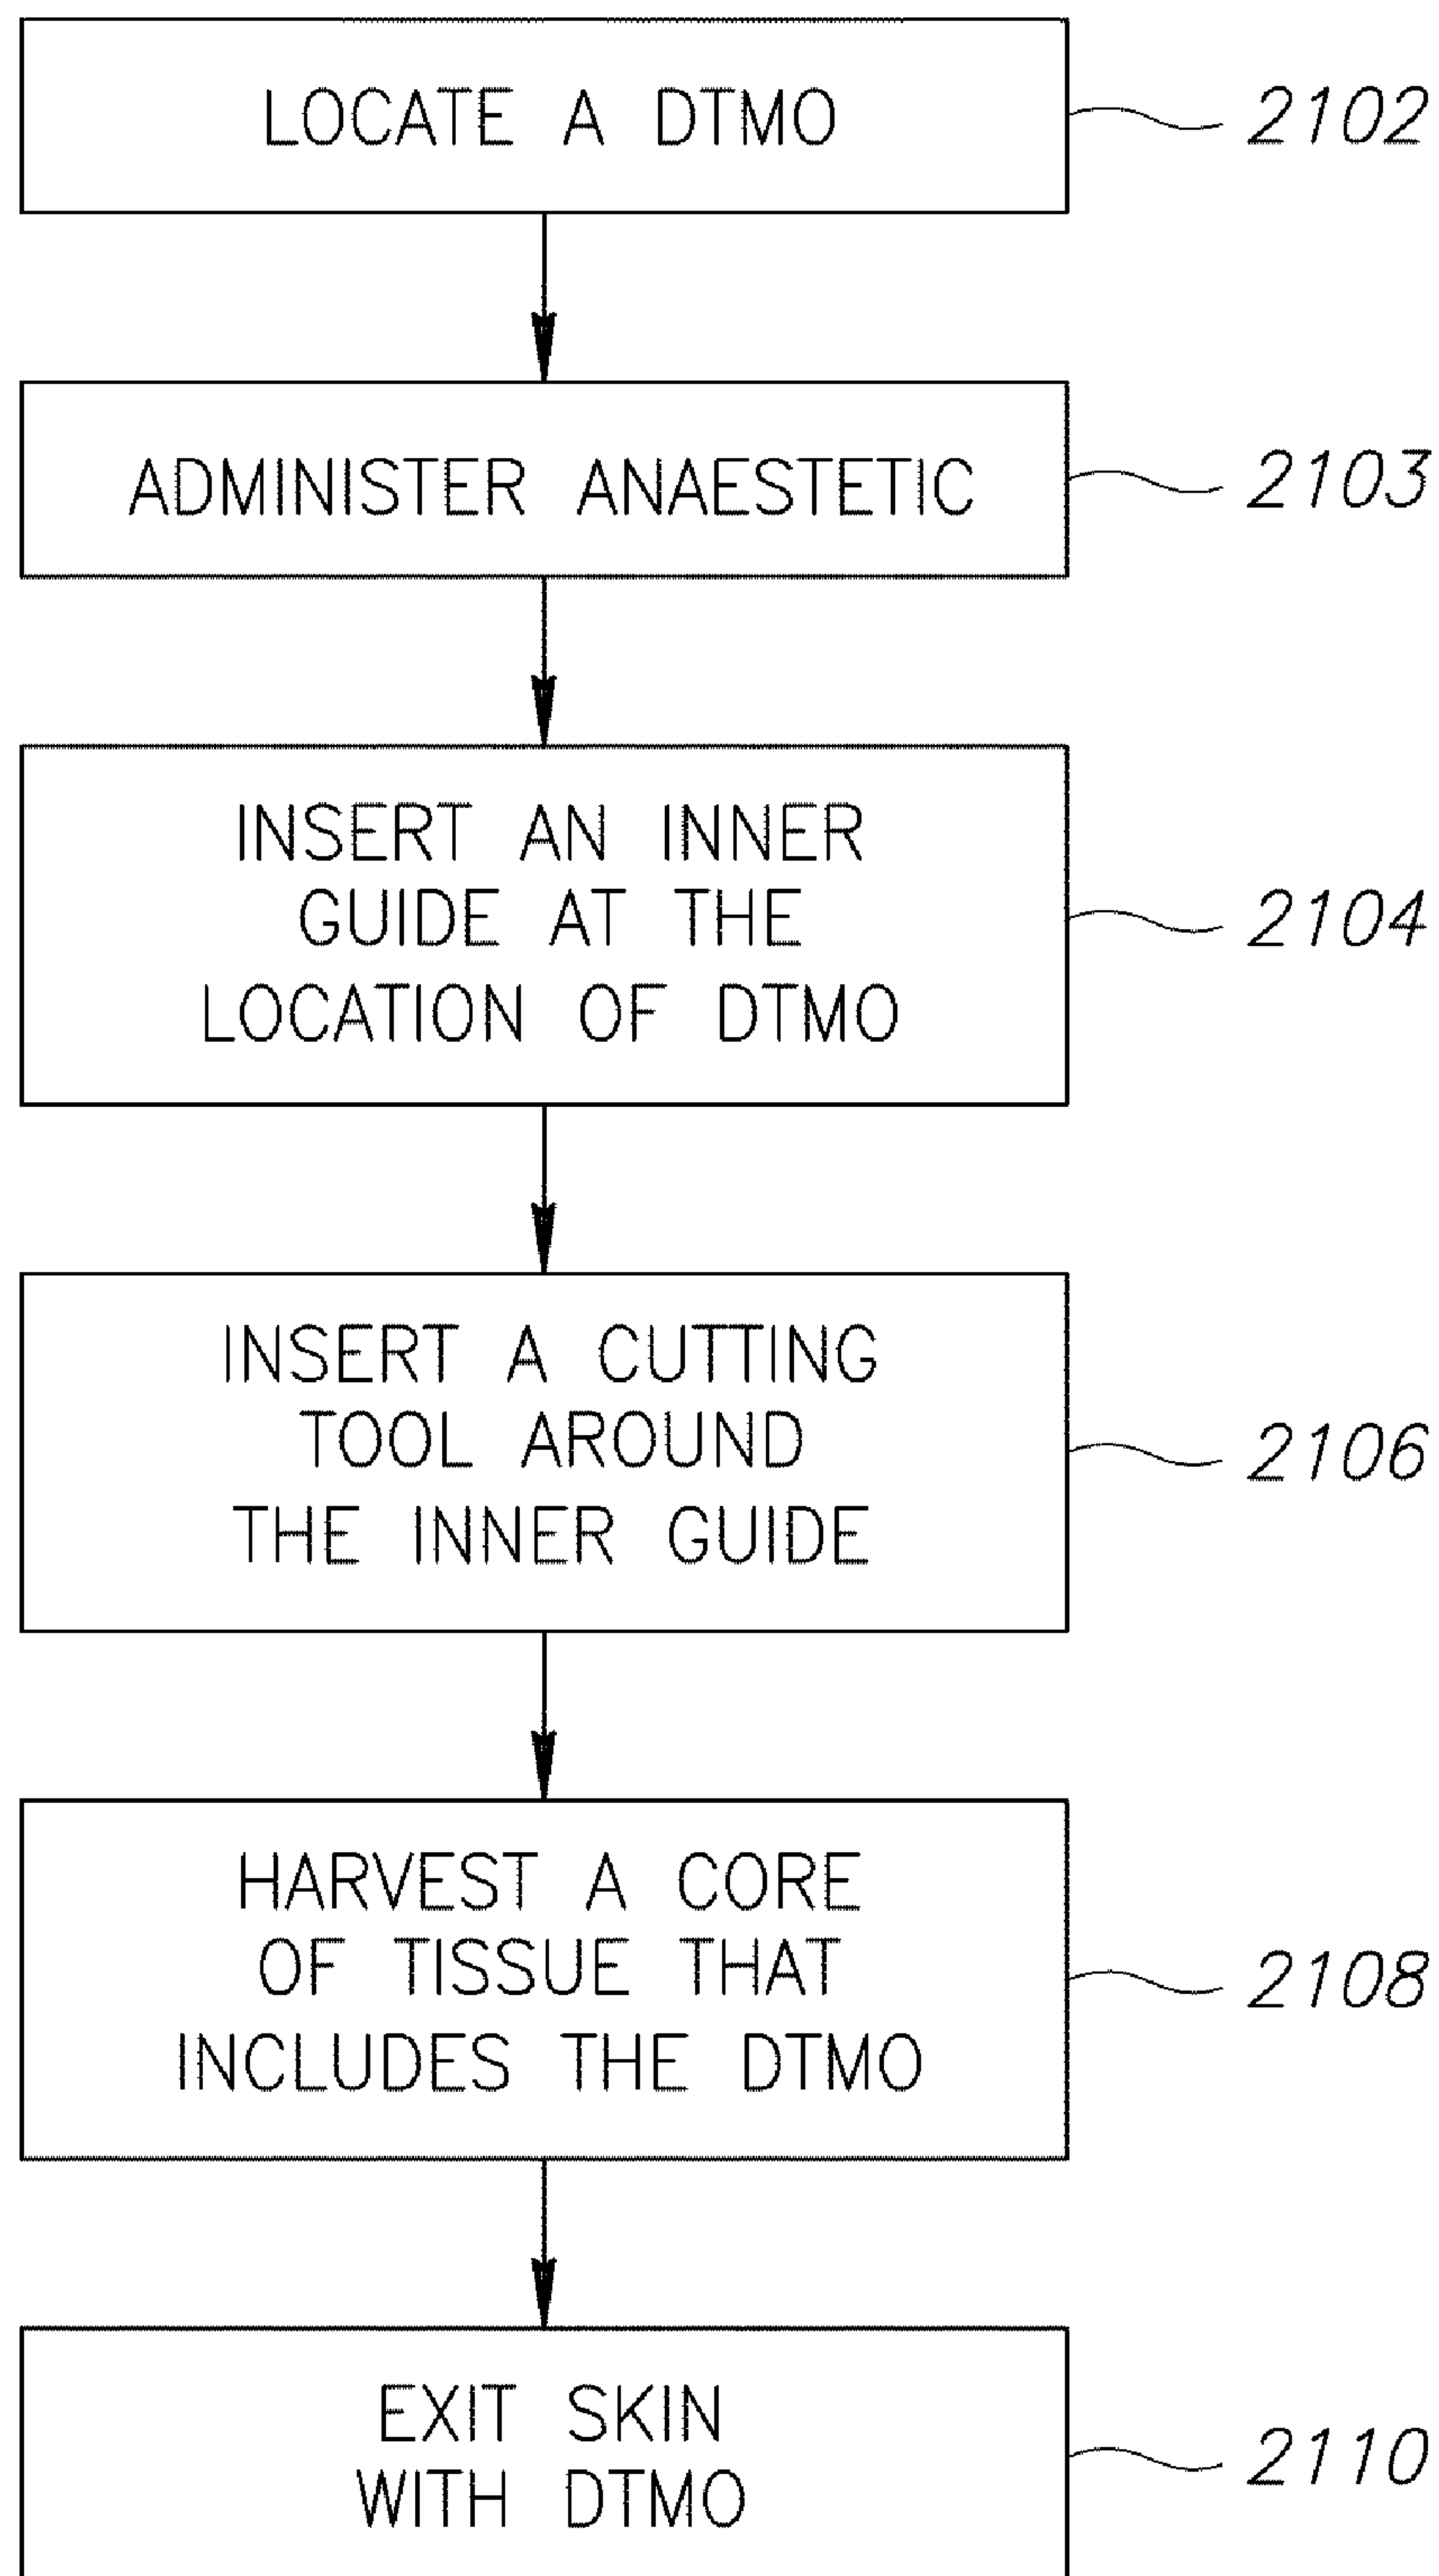 LOCATE A DTMO
2102
ADMINISTER ANAESTETIC
2103
INSERT AN INNER
GUIDE AT THE
LOCATION OF DTMO
2104
INSERT A CUTTING
TOOL AROUND
THE INNER GUIDE
2106
HARVEST A CORE
OF TISSUE THAT
INCLUDES THE DTMO
2108
EXIT SKIN
WITH DTMO
2110